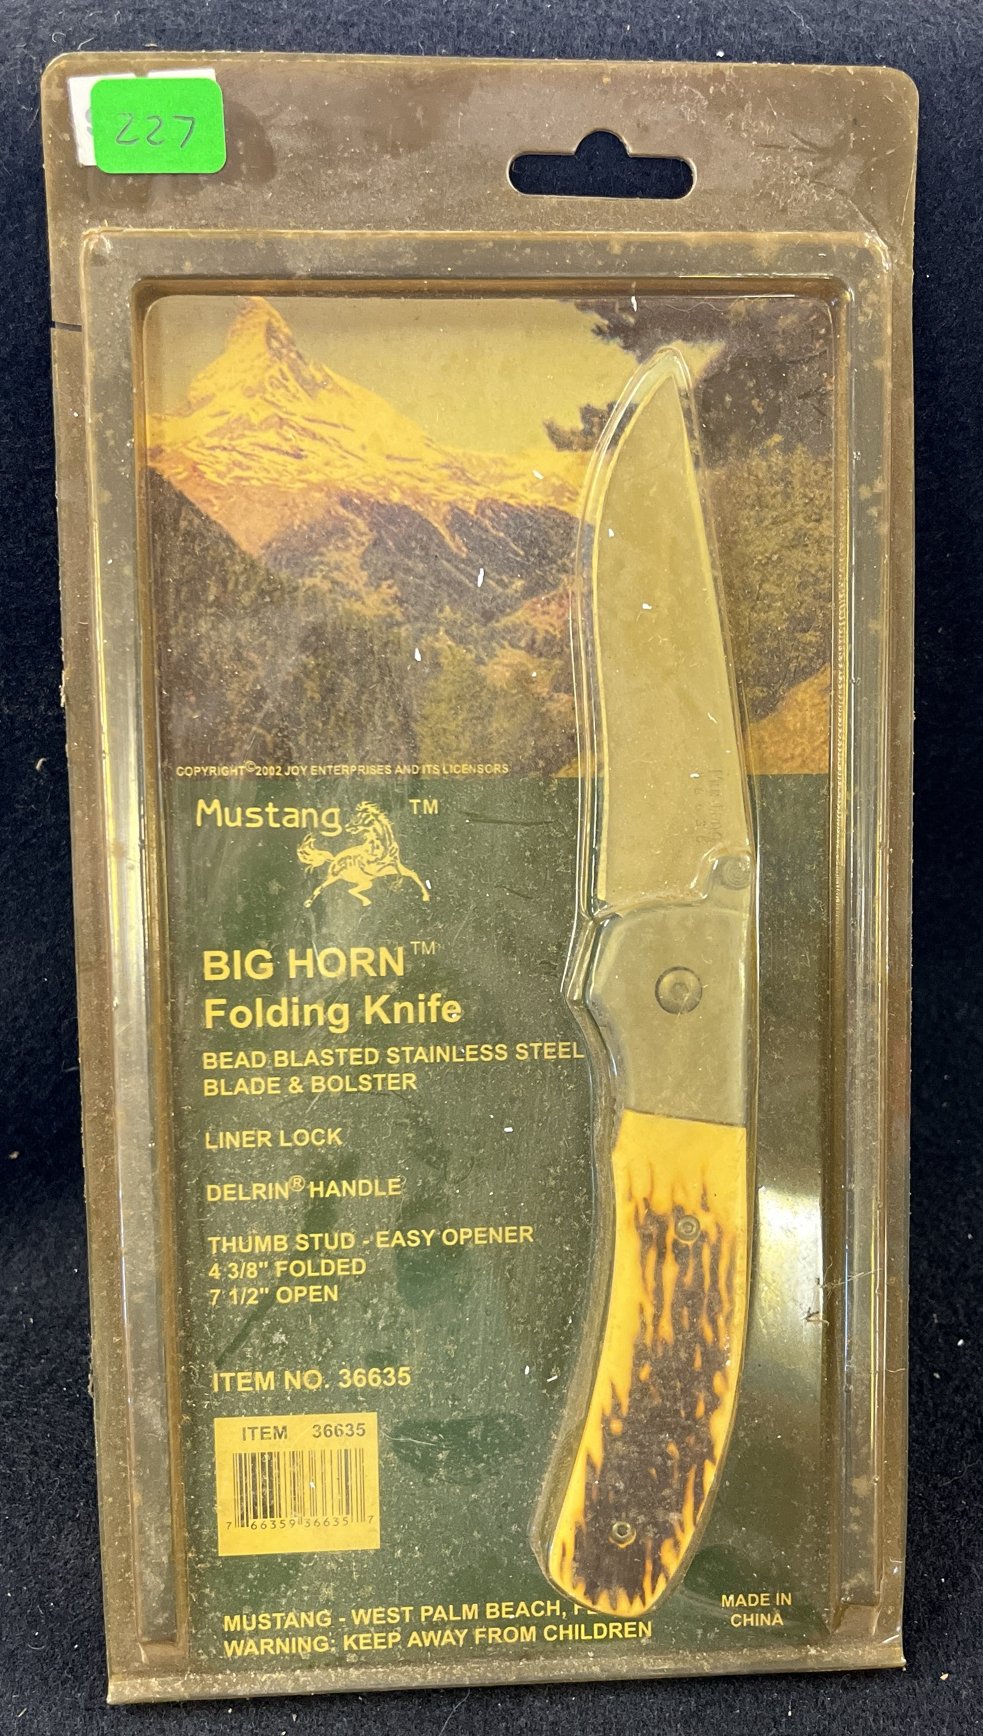 227
COPYRIGHT©2002 JOY ENTERPRISES AND ITS LICENSORS
Mustang TM
BIG HORN™
Folding Knife
BEAD BLASTED STAINLESS STEEL
BLADE & BOLSTER
LINER LOCK
DELRIN® HANDLE
THUMB STUD - EASY OPENER
4 3/8" FOLDED
7 1/2" OPEN
ITEM NO. 36635
ITEM 36635
7 66359 36635 7
MUSTANG - WEST PALM BEACH,
WARNING: KEEP AWAY FROM CHILDREN
MADE IN
CHINA